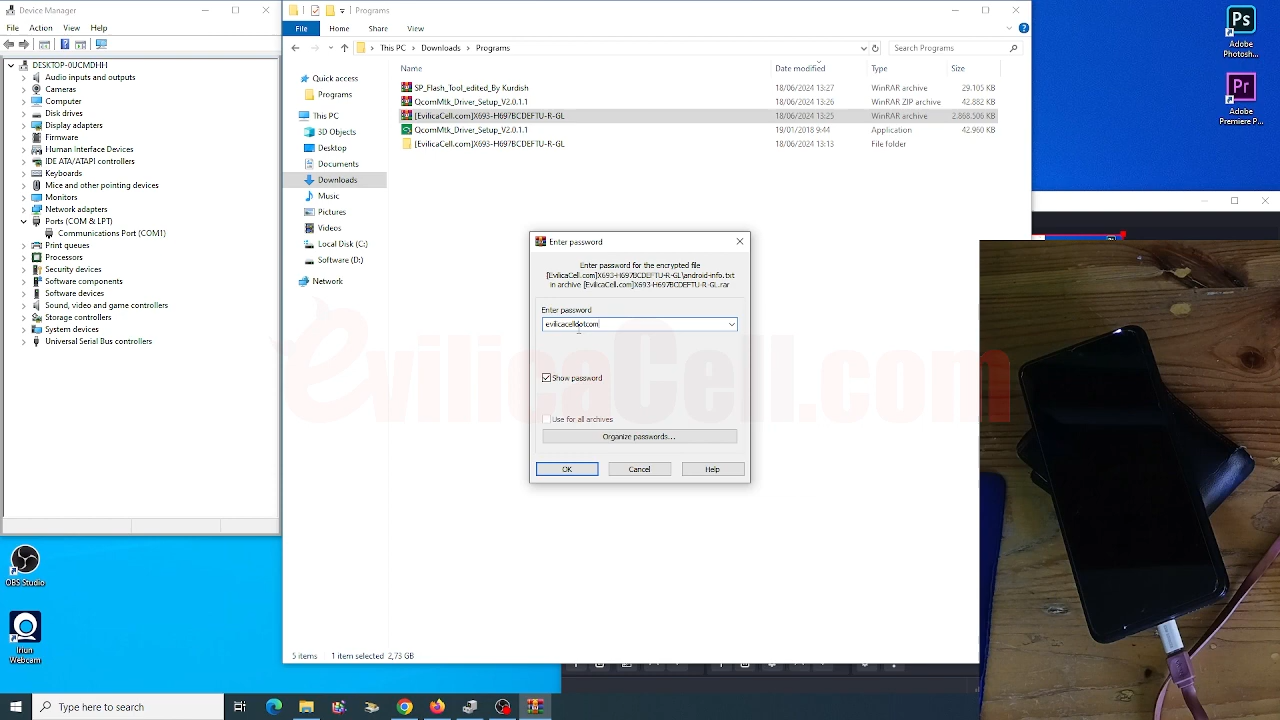 Device Manager
File Action View Help
DESKTOP-0UCMDHH
Audio inputs and outputs
Cameras
Computer
Disk drives
Display adapters
Firmware
Human Interface Devices
IDE ATA/ATAPI controllers
Keyboards
Mice and other pointing devices
Monitors
Network adapters
Ports (COM & LPT)
Communications Port (COM1)
Print queues
Processors
Security devices
Software components
Software devices
Sound, video and game controllers
Storage controllers
System devices
Universal Serial Bus controllers
Programs
File Home Share View
This PC > Downloads > Programs
Search Programs
Quick access
Programs
This PC
3D Objects
Desktop
Documents
Downloads
Music
Pictures
Videos
Local Disk (C:)
Software (D:)
Network
Name Date modified Type Size
SP_Flash_Tool_edited_By Kurdish 18/06/2024 13:27 WinRAR archive 29.105 KB
QcomMtk_Driver_Setup_V2.0.1.1 18/06/2024 13:26 WinRAR ZIP archive 42.882 KB
[EvilicaCell.com]X693-H697BCDEFTU-R-GL 18/06/2024 13:25 WinRAR archive 2.868.506 KB
QcomMtk_Driver_Setup_V2.0.1.1 19/01/2018 9:44 Application 42.960 KB
[EvilicaCell.com]X693-H697BCDEFTU-R-GL 18/06/2024 13:13 File folder
Enter password
Enter password for the encrypted file
[EvilicaCell.com]X693-H697BCDEFTU-R-GL\android-info.txt
in archive [EvilicaCell.com]X693-H697BCDEFTU-R-GL.rar
Enter password
evilicacelldotcom
Show password
Use for all archives
Organize passwords...
OK Cancel Help
evilicaCell.com
5 items 1 item selected 2,73 GB
Adobe Photosh...
Adobe Premiere P...
OBS Studio
Iriun Webcam
Type here to search